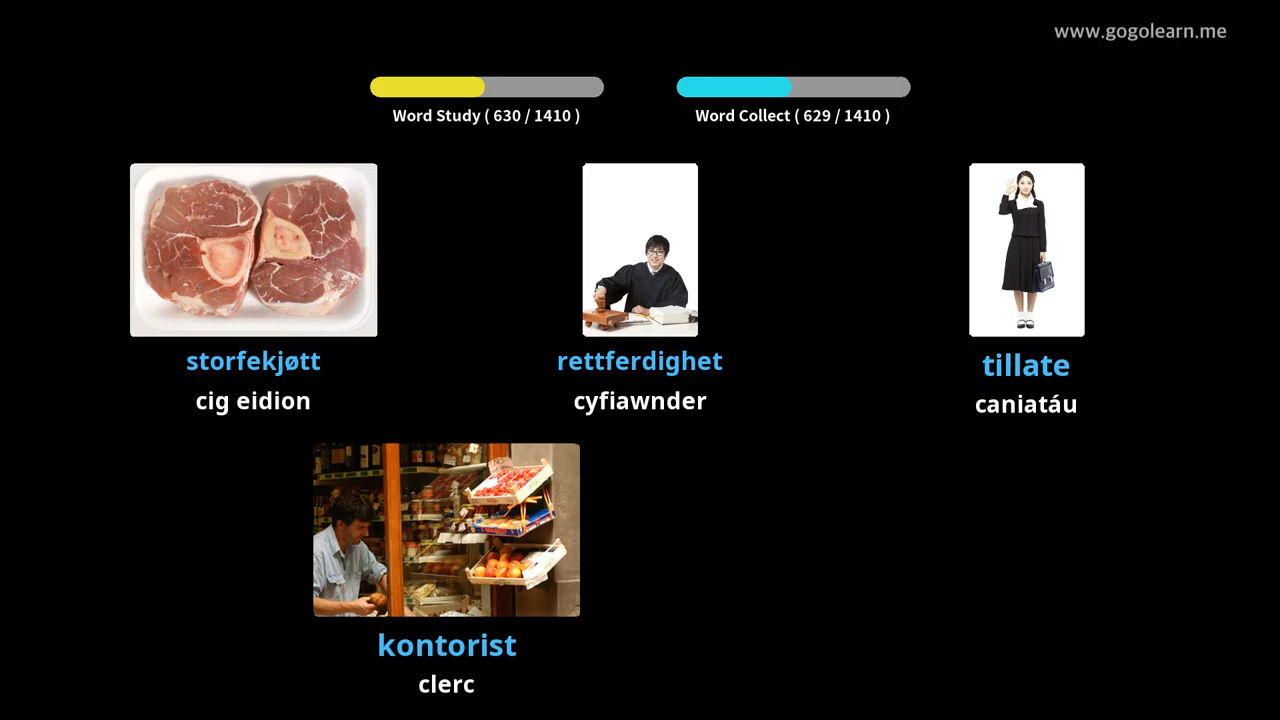 www.gogolearn.me
Word Study ( 630 / 1410 )
Word Collect ( 629 / 1410 )
storfekjøtt
cig eidion
rettferdighet
cyfiawnder
tillate
caniatáu
kontorist
clerc